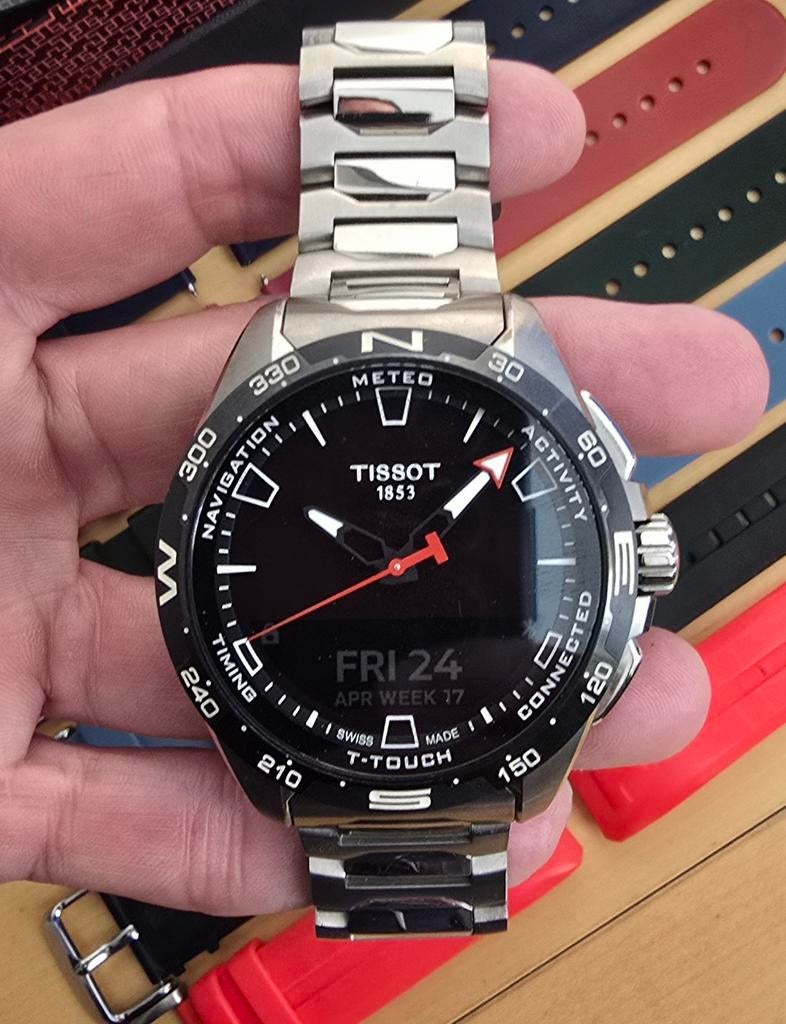 N
30
60
E
120
150
S
210
240
W
300
330
METEO
ACTIVITY
CONNECTED
T-TOUCH
TIMING
NAVIGATION
TISSOT
1853
FRI 24
APR WEEK 17
SWISS MADE